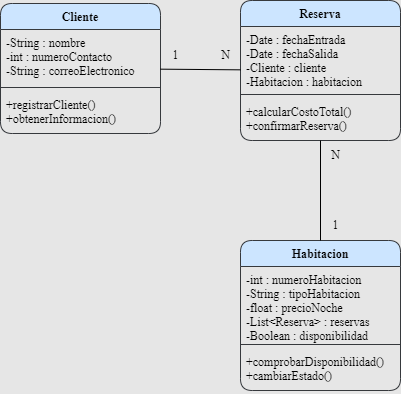 Cliente
-String : nombre
-int : numeroContacto
-String : correoElectronico
+registrarCliente()
+obtenerInformacion()
1
N
Reserva
-Date : fechaEntrada
-Date : fechaSalida
-Cliente : cliente
-Habitacion : habitacion
+calcularCostoTotal()
+confirmarReserva()
N
1
Habitacion
-int : numeroHabitacion
-String : tipoHabitacion
-float : precioNoche
-List<Reserva> : reservas
-Boolean : disponibilidad
+comprobarDisponibilidad()
+cambiarEstado()